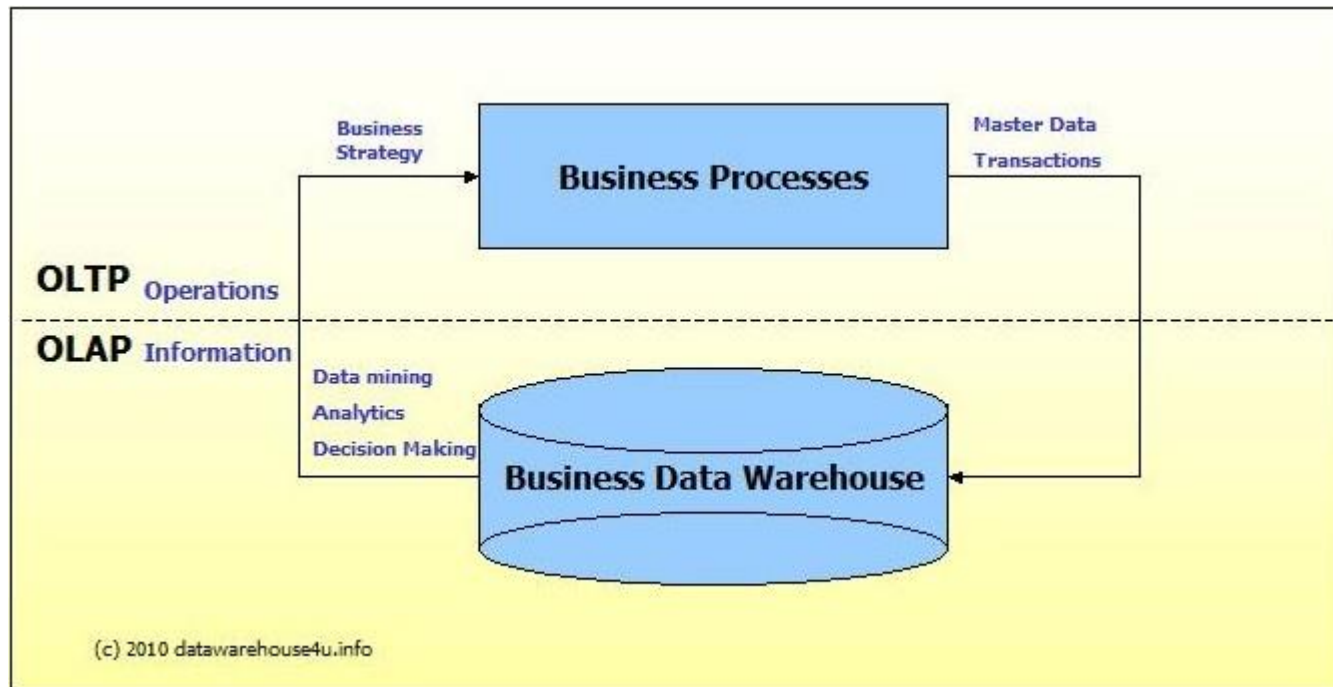 Business
Strategy
Business Processes
Master Data
Transactions
OLTP Operations
OLAP Information
Data mining
Analytics
Decision Making
Business Data Warehouse
(c) 2010 datawarehouse4u.info